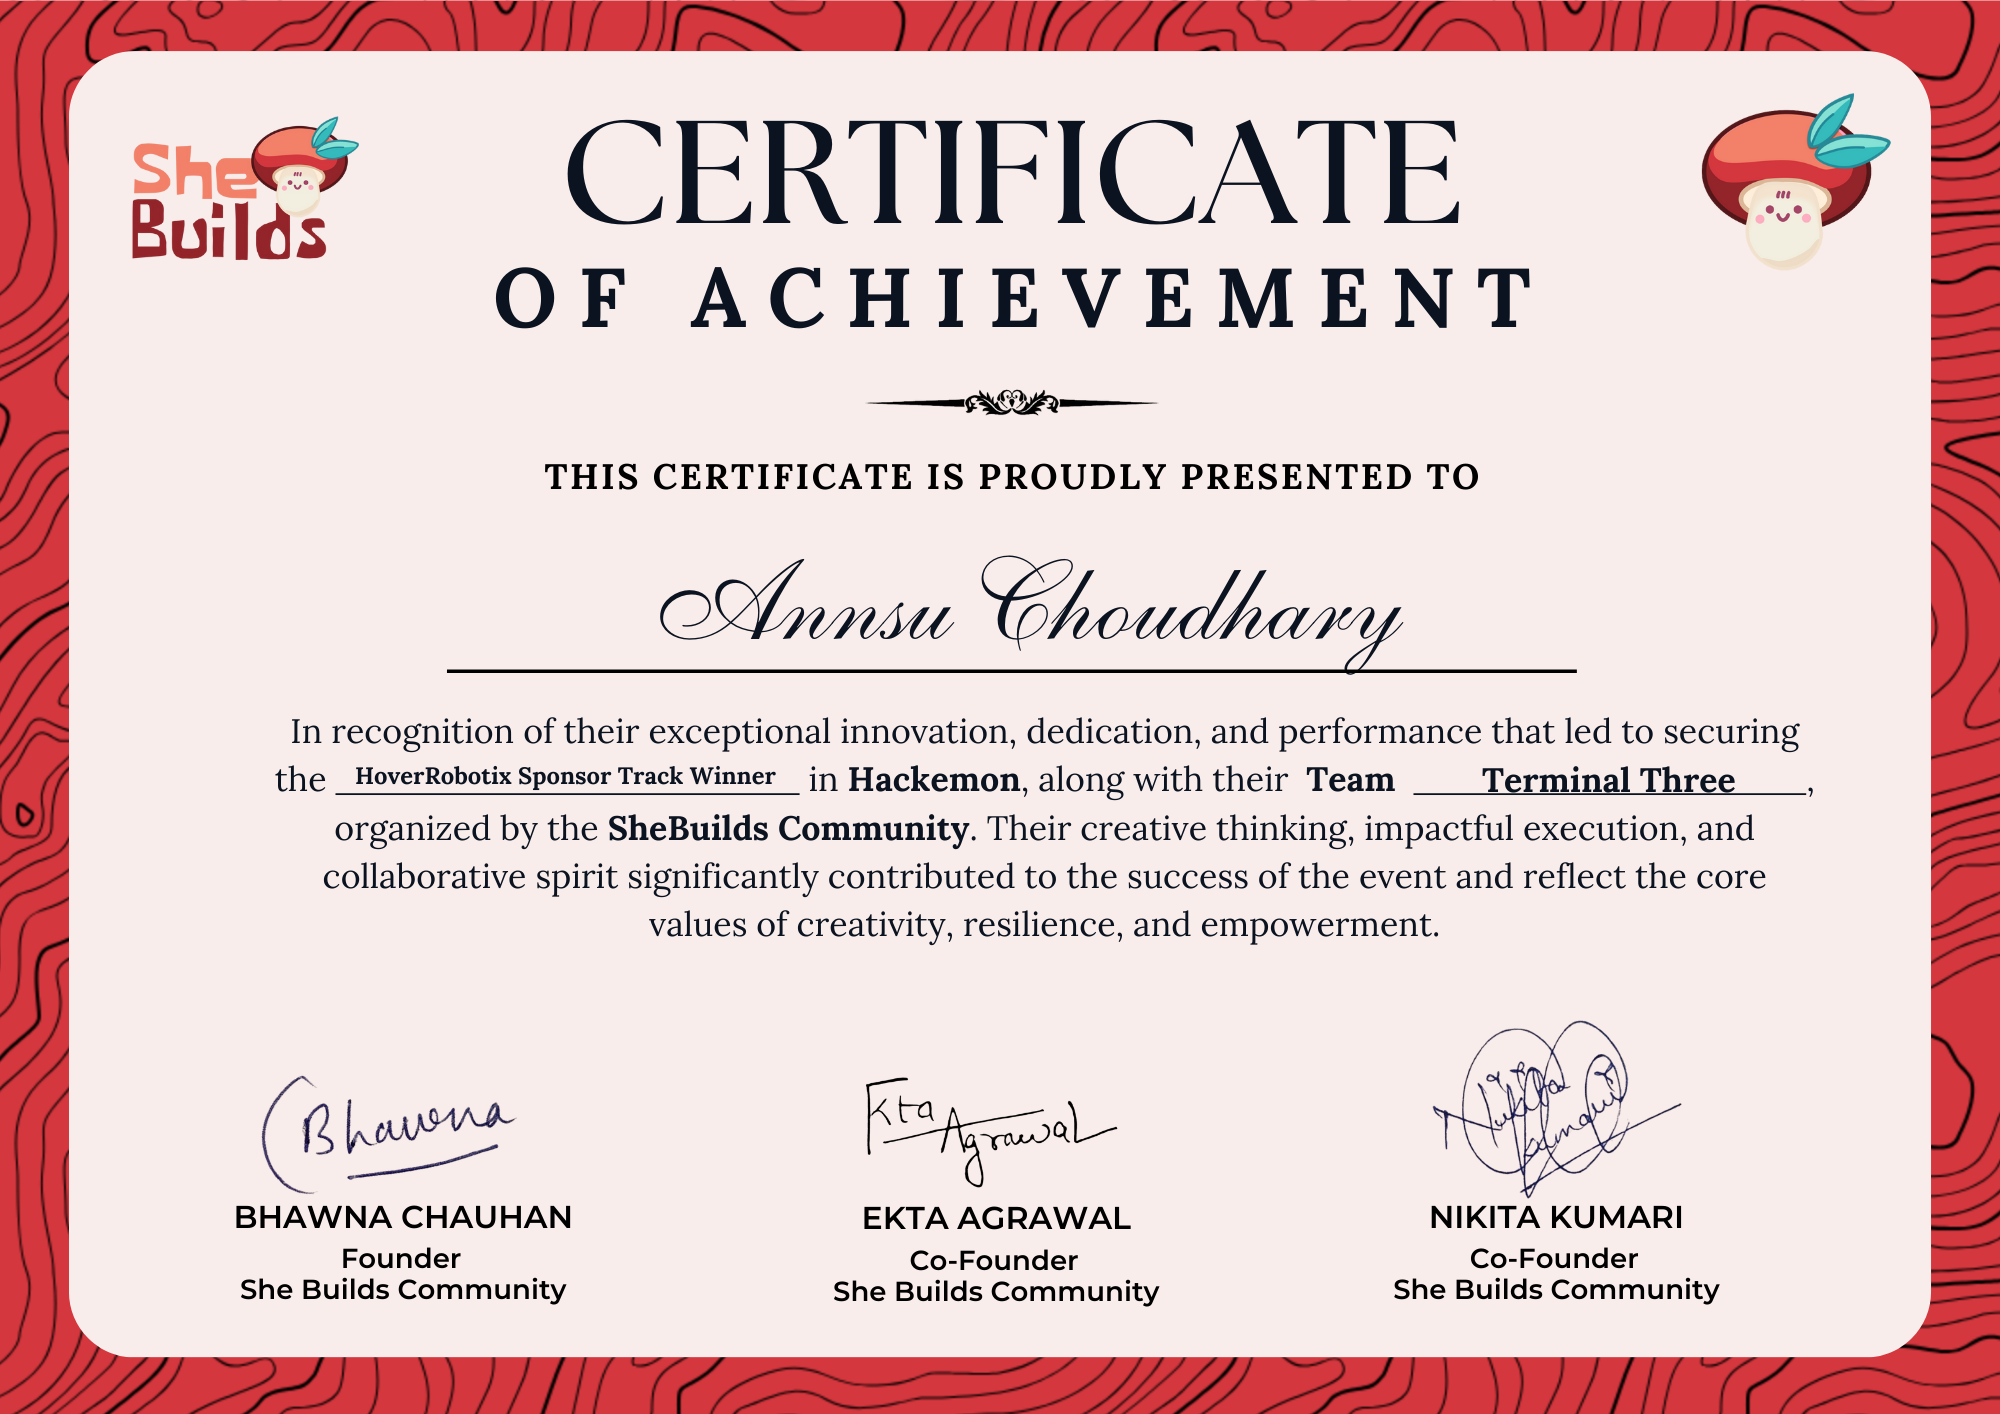 She
Builds
CERTIFICATE
OF ACHIEVEMENT
THIS CERTIFICATE IS PROUDLY PRESENTED TO
Annsu Choudhary
In recognition of their exceptional innovation, dedication, and performance that led to securing
the HoverRobotix Sponsor Track Winner in Hackemon, along with their Team Terminal Three,
organized by the SheBuilds Community. Their creative thinking, impactful execution, and
collaborative spirit significantly contributed to the success of the event and reflect the core
values of creativity, resilience, and empowerment.
Bhawna
Ekta
Agrawal
Nikita
Kumari
BHAWNA CHAUHAN
Founder
She Builds Community
EKTA AGRAWAL
Co-Founder
She Builds Community
NIKITA KUMARI
Co-Founder
She Builds Community